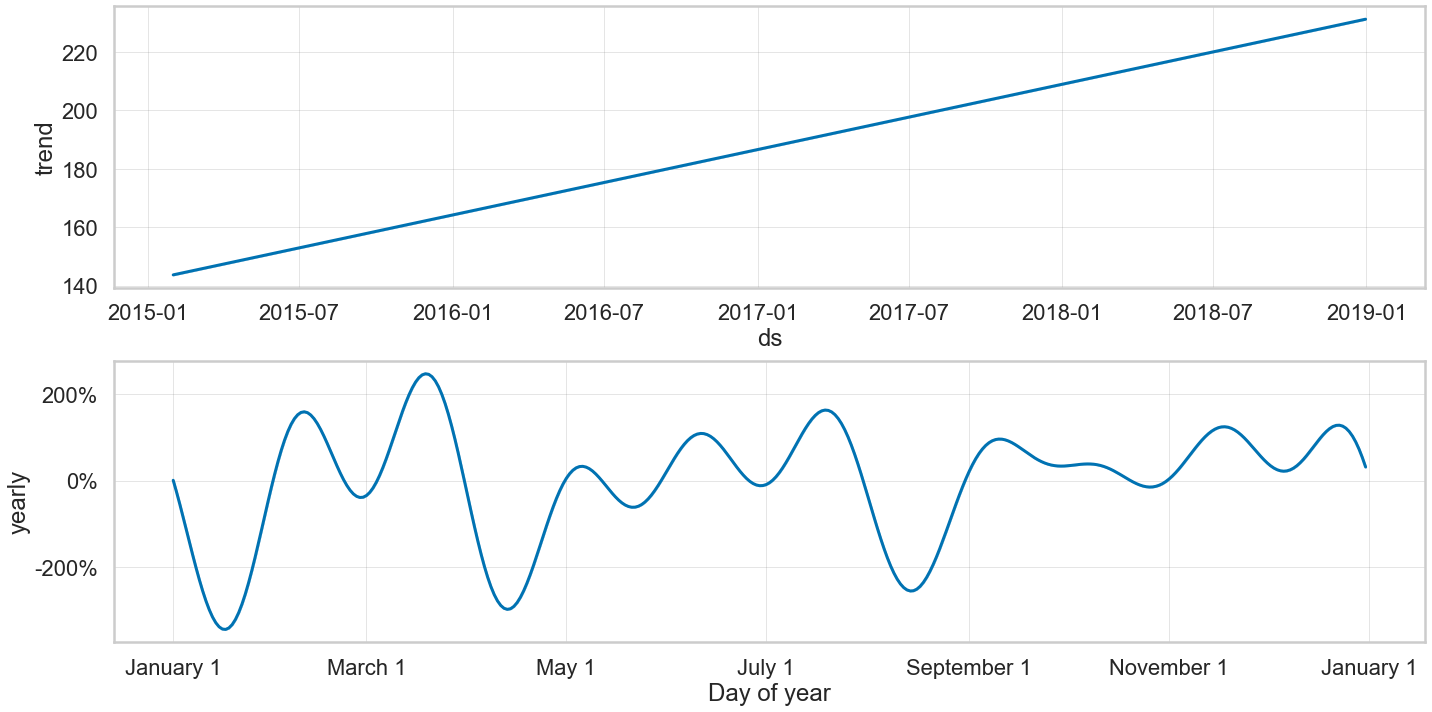 220
200
180
160
140
trend
2015-01 2015-07 2016-01 2016-07 2017-01 2017-07 2018-01 2018-07 2019-01
ds
200%
0%
-200%
yearly
January 1 March 1 May 1 July 1 September 1 November 1 January 1
Day of year